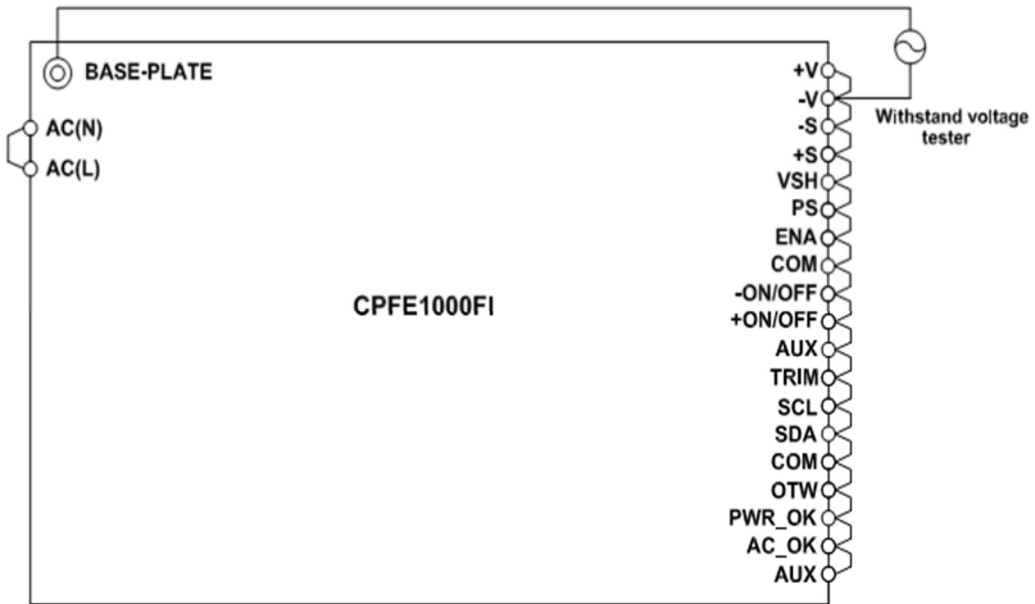 BASE-PLATE
AC(N)
AC(L)
CPFE1000FI
+V
-V
-S
+S
VSH
PS
ENA
COM
-ON/OFF
+ON/OFF
AUX
TRIM
SCL
SDA
COM
OTW
PWR_OK
AC_OK
AUX
Withstand voltage
tester